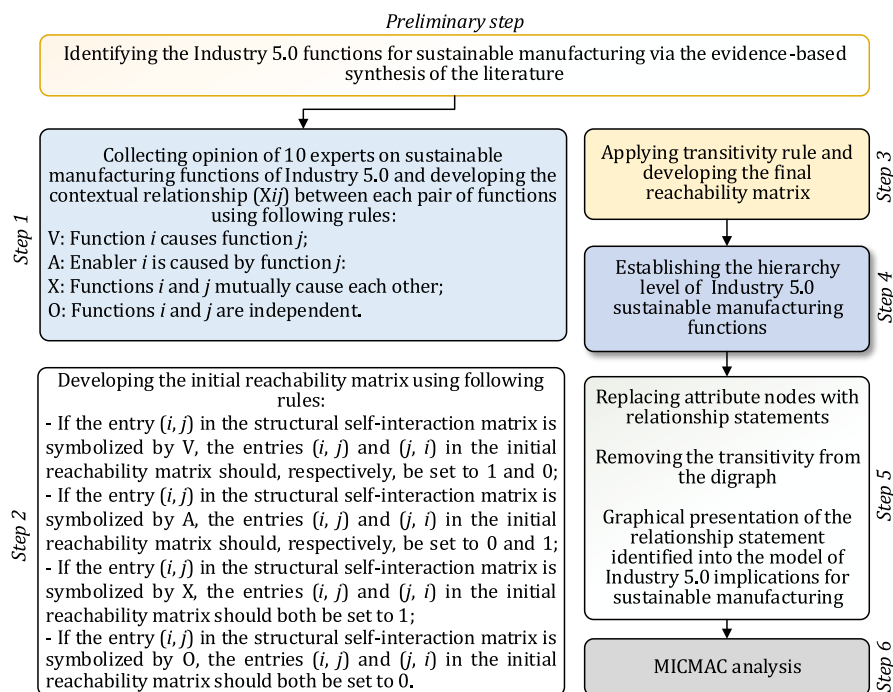 Preliminary step
Identifying the Industry 5.0 functions for sustainable manufacturing via the evidence-based
synthesis of the literature
Step 1
Collecting opinion of 10 experts on sustainable
manufacturing functions of Industry 5.0 and developing the
contextual relationship (Xij) between each pair of functions
using following rules:
V: Function i causes function j;
A: Enabler i is caused by function j:
X: Functions i and j mutually cause each other;
O: Functions i and j are independent.
Step 2
Developing the initial reachability matrix using following
rules:
- If the entry (i, j) in the structural self-interaction matrix is
symbolized by V, the entries (i, j) and (j, i) in the initial
reachability matrix should, respectively, be set to 1 and 0;
- If the entry (i, j) in the structural self-interaction matrix is
symbolized by A, the entries (i, j) and (j, i) in the initial
reachability matrix should, respectively, be set to 0 and 1;
- If the entry (i, j) in the structural self-interaction matrix is
symbolized by X, the entries (i, j) and (j, i) in the initial
reachability matrix should both be set to 1;
- If the entry (i, j) in the structural self-interaction matrix is
symbolized by O, the entries (i, j) and (j, i) in the initial
reachability matrix should both be set to 0.
Applying transitivity rule and
developing the final
reachability matrix
Step 3
Establishing the hierarchy
level of Industry 5.0
sustainable manufacturing
functions
Step 4
Replacing attribute nodes with
relationship statements
Removing the transitivity from
the digraph
Graphical presentation of the
relationship statement
identified into the model of
Industry 5.0 implications for
sustainable manufacturing
Step 5
MICMAC analysis
Step 6